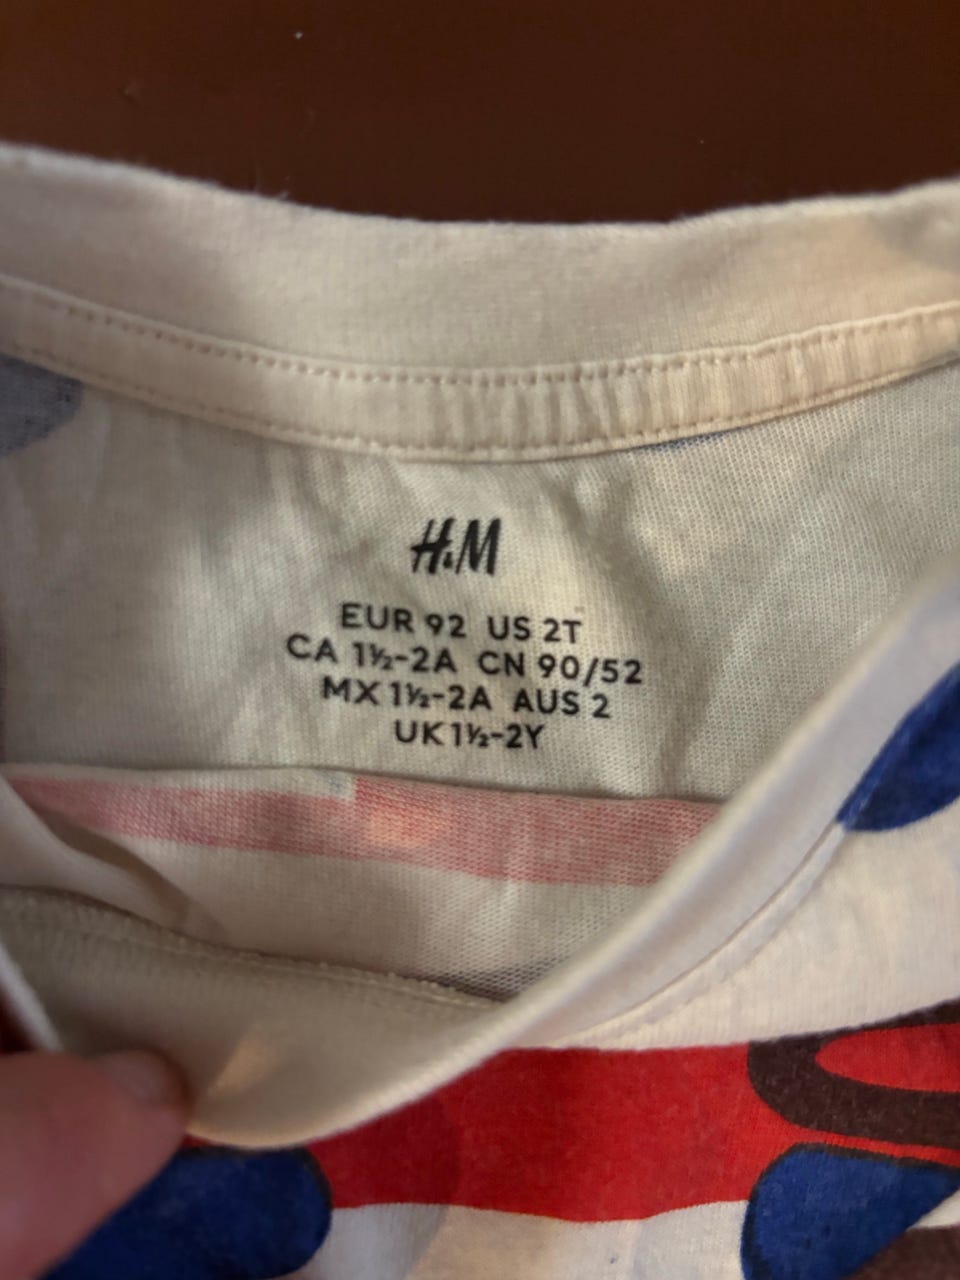 H&M
EUR 92 US 2T
CA 1½-2A CN 90/52
MX 1½-2A AUS 2
UK 1½-2Y